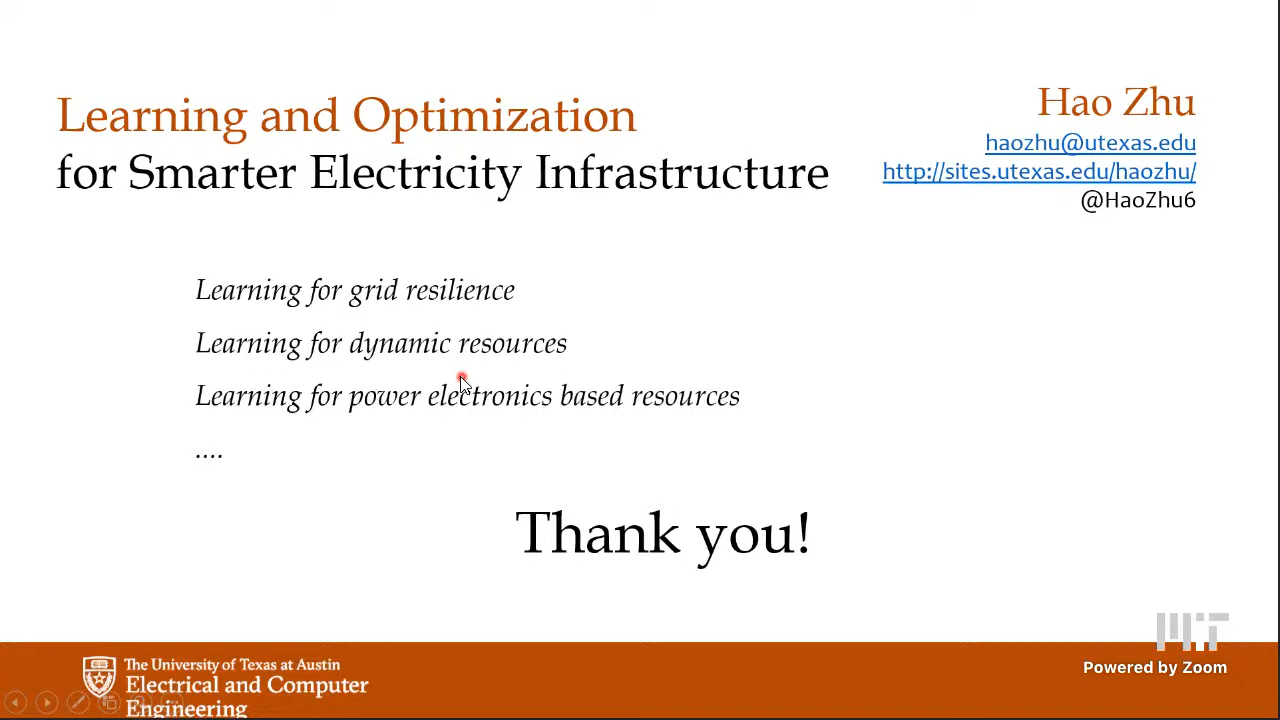 Learning and Optimization
for Smarter Electricity Infrastructure
Hao Zhu
haozhu@utexas.edu
http://sites.utexas.edu/haozhu/
@HaoZhu6
Learning for grid resilience
Learning for dynamic resources
Learning for power electronics based resources
....
Thank you!
MIT
Powered by Zoom
The University of Texas at Austin
Electrical and Computer
Engineering